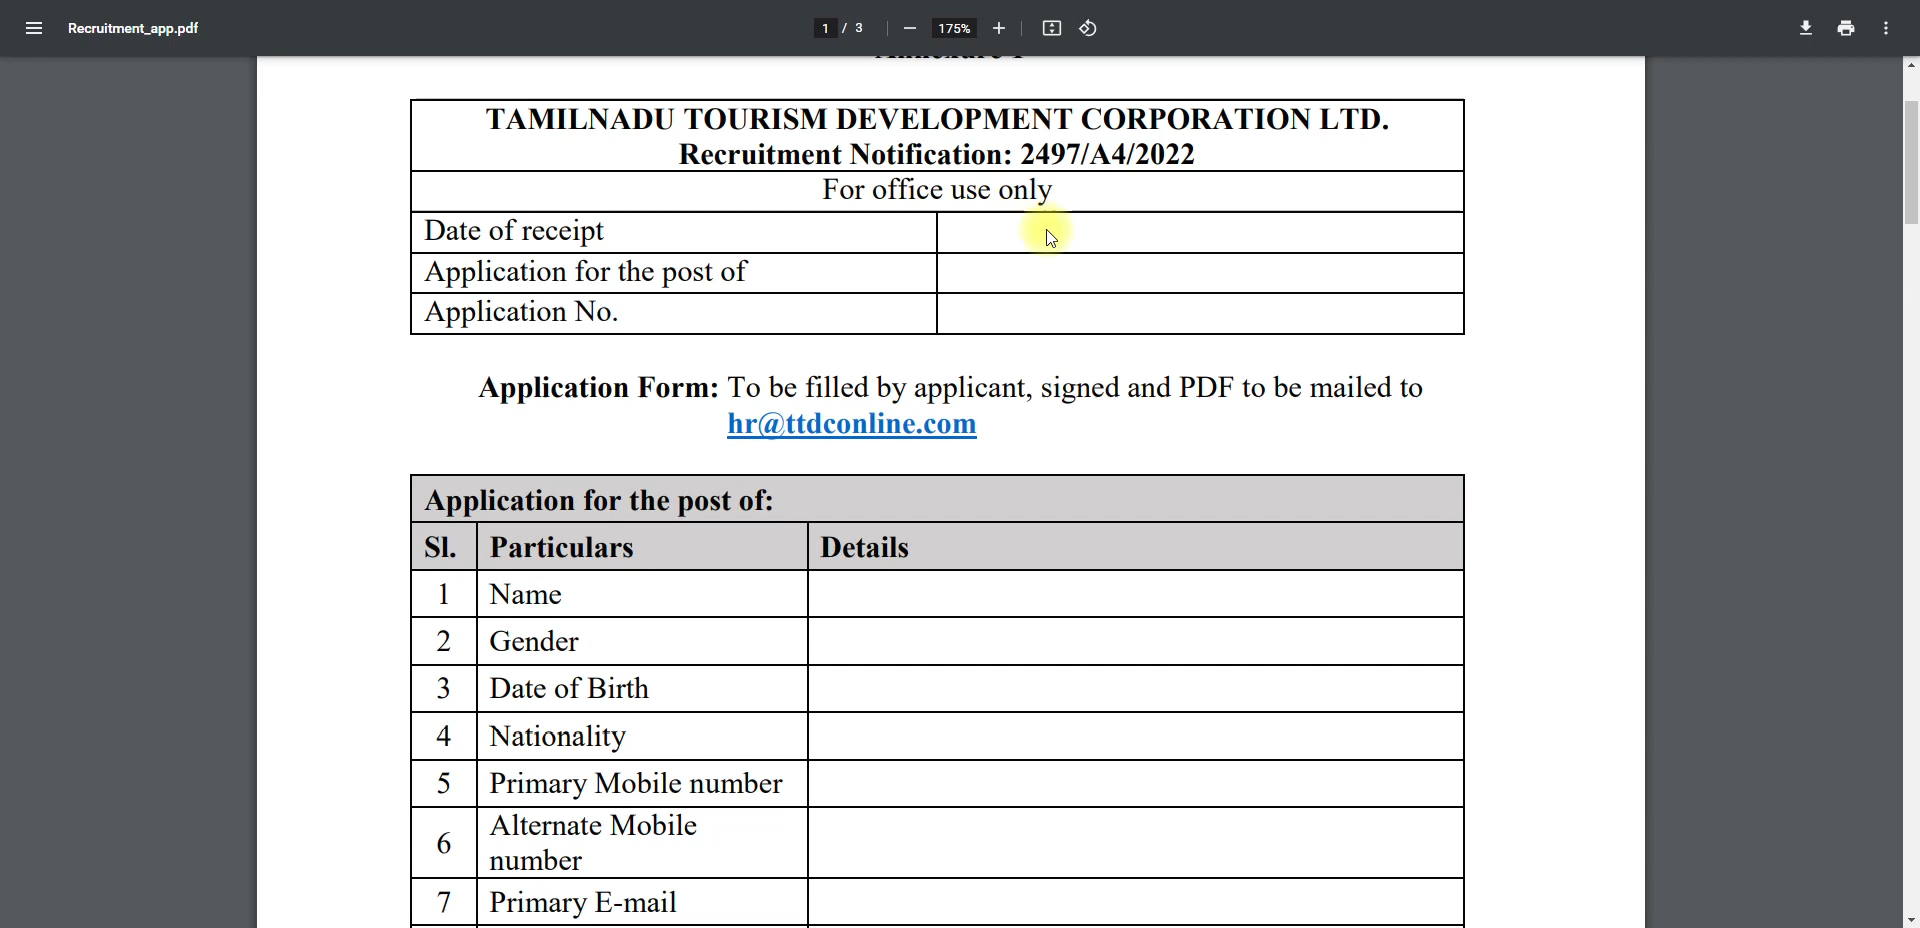 Recruitment_app.pdf
1 / 3
175%
TAMILNADU TOURISM DEVELOPMENT CORPORATION LTD.
Recruitment Notification: 2497/A4/2022
For office use only
Date of receipt
Application for the post of
Application No.
Application Form: To be filled by applicant, signed and PDF to be mailed to
hr@ttdconline.com
Application for the post of:
Sl. Particulars Details
1 Name
2 Gender
3 Date of Birth
4 Nationality
5 Primary Mobile number
6 Alternate Mobile
number
7 Primary E-mail